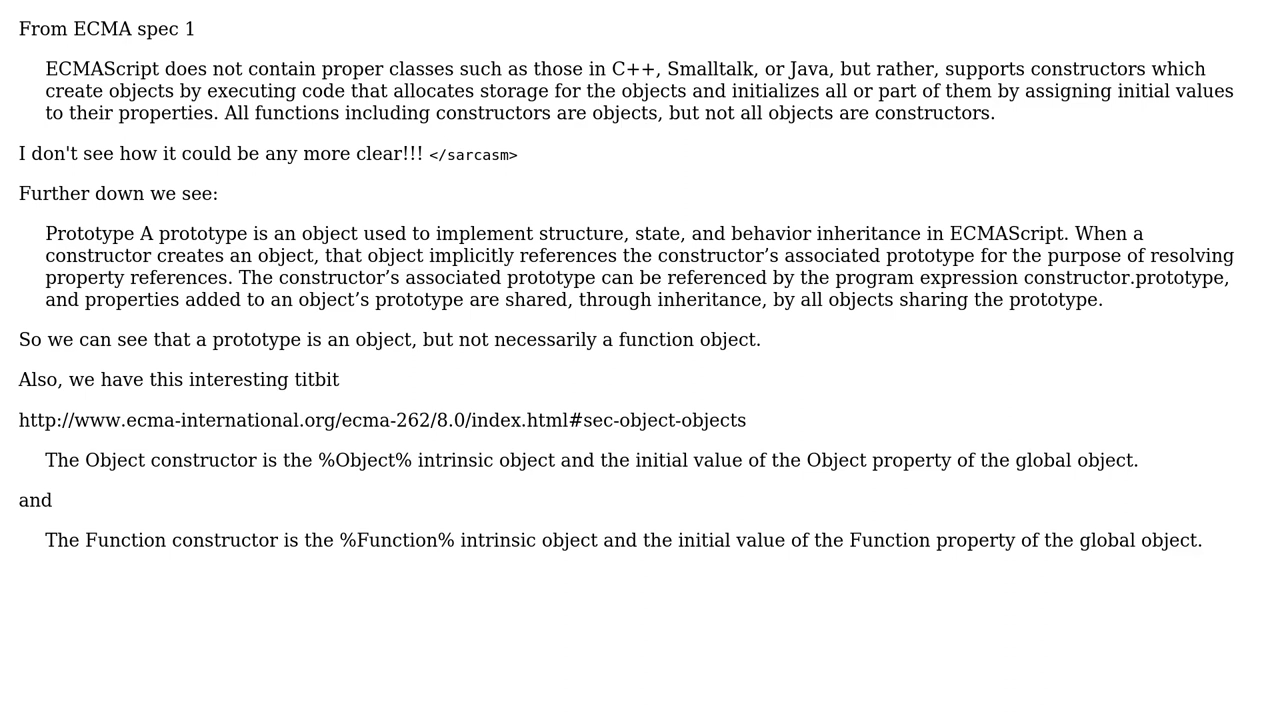 From ECMA spec 1
ECMAScript does not contain proper classes such as those in C++, Smalltalk, or Java, but rather, supports constructors which
create objects by executing code that allocates storage for the objects and initializes all or part of them by assigning initial values
to their properties. All functions including constructors are objects, but not all objects are constructors.
I don't see how it could be any more clear!!! </sarcasm>
Further down we see:
Prototype A prototype is an object used to implement structure, state, and behavior inheritance in ECMAScript. When a
constructor creates an object, that object implicitly references the constructor’s associated prototype for the purpose of resolving
property references. The constructor’s associated prototype can be referenced by the program expression constructor.prototype,
and properties added to an object’s prototype are shared, through inheritance, by all objects sharing the prototype.
So we can see that a prototype is an object, but not necessarily a function object.
Also, we have this interesting titbit
http://www.ecma-international.org/ecma-262/8.0/index.html#sec-object-objects
The Object constructor is the %Object% intrinsic object and the initial value of the Object property of the global object.
and
The Function constructor is the %Function% intrinsic object and the initial value of the Function property of the global object.